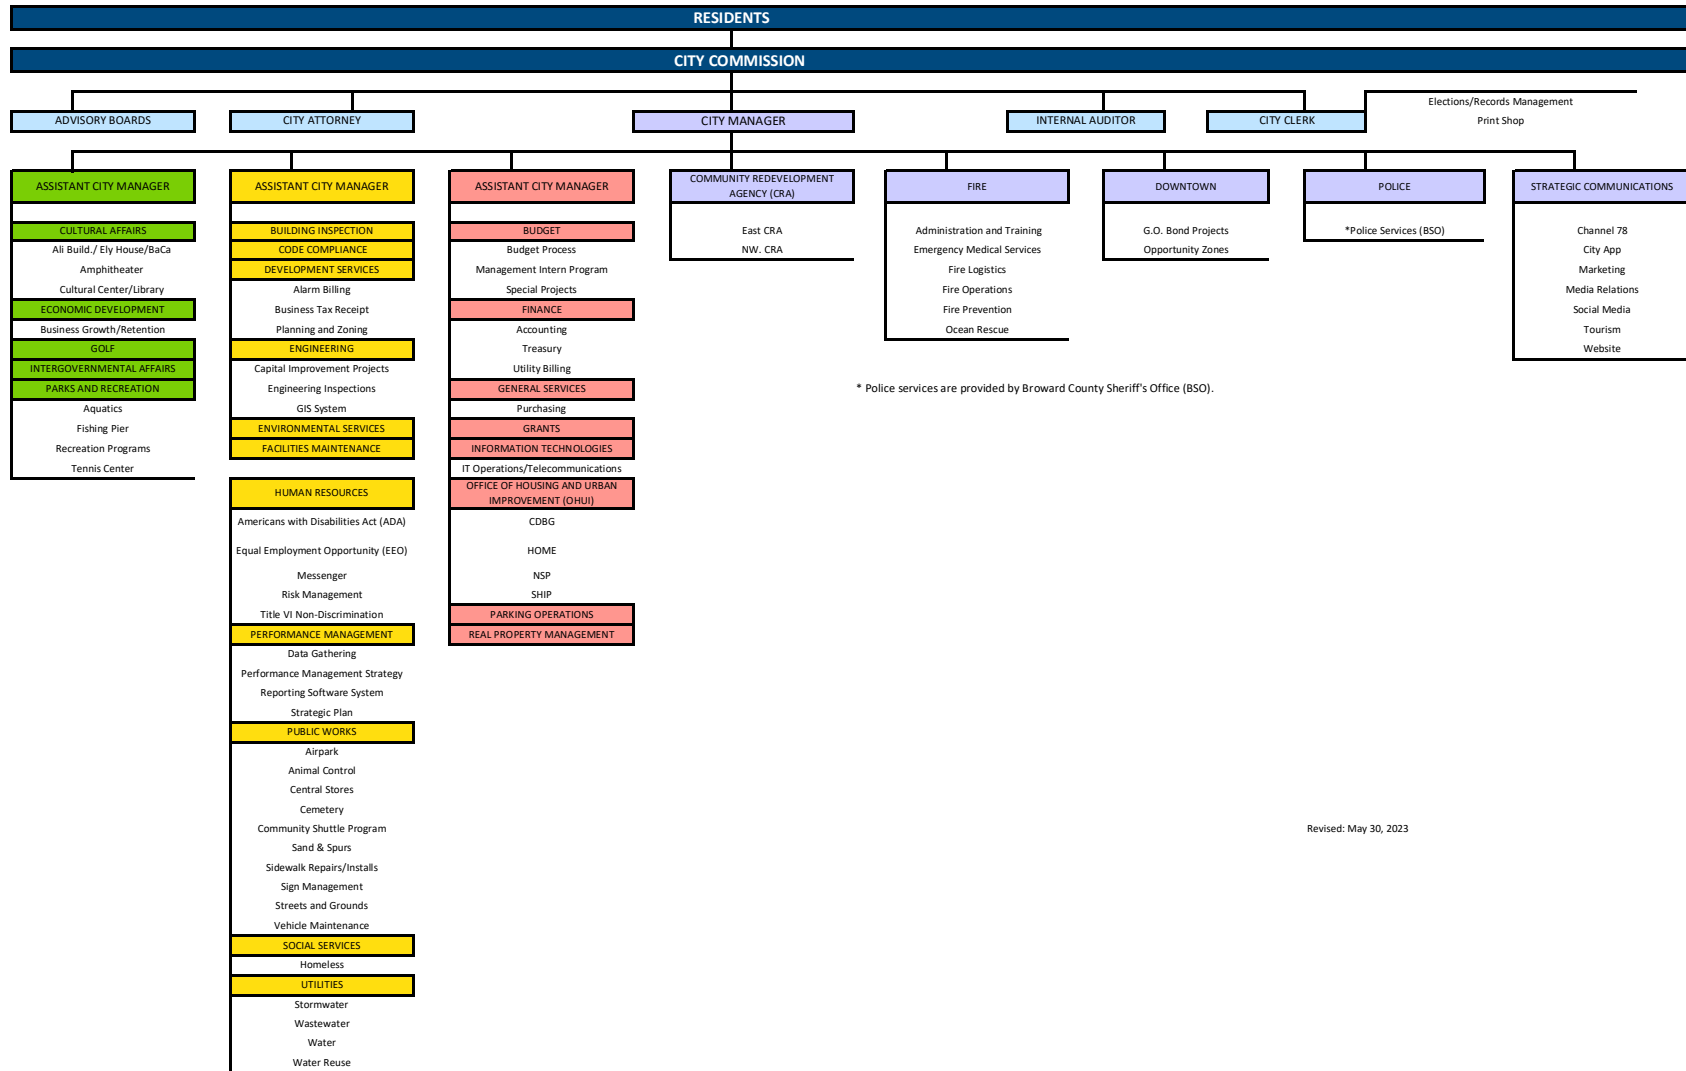 RESIDENTS
CITY COMMISSION
ADVISORY BOARDS
CITY ATTORNEY
CITY MANAGER
INTERNAL AUDITOR
CITY CLERK
Elections/Records Management
Print Shop
ASSISTANT CITY MANAGER
CULTURAL AFFAIRS
Ali Build./ Ely House/BaCa
Amphitheater
Cultural Center/Library
ECONOMIC DEVELOPMENT
Business Growth/Retention
GOLF
INTERGOVERNMENTAL AFFAIRS
PARKS AND RECREATION
Aquatics
Fishing Pier
Recreation Programs
Tennis Center
ASSISTANT CITY MANAGER
BUILDING INSPECTION
CODE COMPLIANCE
DEVELOPMENT SERVICES
Alarm Billing
Business Tax Receipt
Planning and Zoning
ENGINEERING
Capital Improvement Projects
Engineering Inspections
GIS System
ENVIRONMENTAL SERVICES
FACILITIES MAINTENANCE
HUMAN RESOURCES
Americans with Disabilities Act (ADA)
Equal Employment Opportunity (EEO)
Messenger
Risk Management
Title VI Non-Discrimination
PERFORMANCE MANAGEMENT
Data Gathering
Performance Management Strategy
Reporting Software System
Strategic Plan
PUBLIC WORKS
Airpark
Animal Control
Central Stores
Cemetery
Community Shuttle Program
Sand & Spurs
Sidewalk Repairs/Installs
Sign Management
Streets and Grounds
Vehicle Maintenance
SOCIAL SERVICES
Homeless
UTILITIES
Stormwater
Wastewater
Water
Water Reuse
ASSISTANT CITY MANAGER
BUDGET
Budget Process
Management Intern Program
Special Projects
FINANCE
Accounting
Treasury
Utility Billing
GENERAL SERVICES
Purchasing
GRANTS
INFORMATION TECHNOLOGIES
IT Operations/Telecommunications
OFFICE OF HOUSING AND URBAN
IMPROVEMENT (OHUI)
CDBG
HOME
NSP
SHIP
PARKING OPERATIONS
REAL PROPERTY MANAGEMENT
COMMUNITY REDEVELOPMENT
AGENCY (CRA)
East CRA
NW. CRA
FIRE
Administration and Training
Emergency Medical Services
Fire Logistics
Fire Operations
Fire Prevention
Ocean Rescue
DOWNTOWN
G.O. Bond Projects
Opportunity Zones
POLICE
*Police Services (BSO)
STRATEGIC COMMUNICATIONS
Channel 78
City App
Marketing
Media Relations
Social Media
Tourism
Website
* Police services are provided by Broward County Sheriff's Office (BSO).
Revised: May 30, 2023